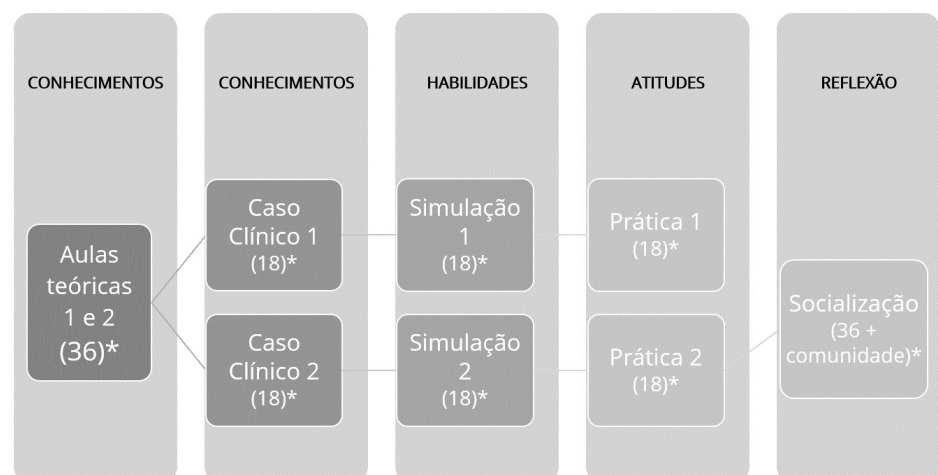 CONHECIMENTOS
CONHECIMENTOS
HABILIDADES
ATITUDES
REFLEXÃO
Aulas
teóricas
1 e 2
(36)*
Caso
Clínico 1
(18)*
Simulação
1
(18)*
Prática 1
(18)*
Caso
Clínico 2
(18)*
Simulação
2
(18)*
Prática 2
(18)*
Socialização
(36 +
comunidade)*